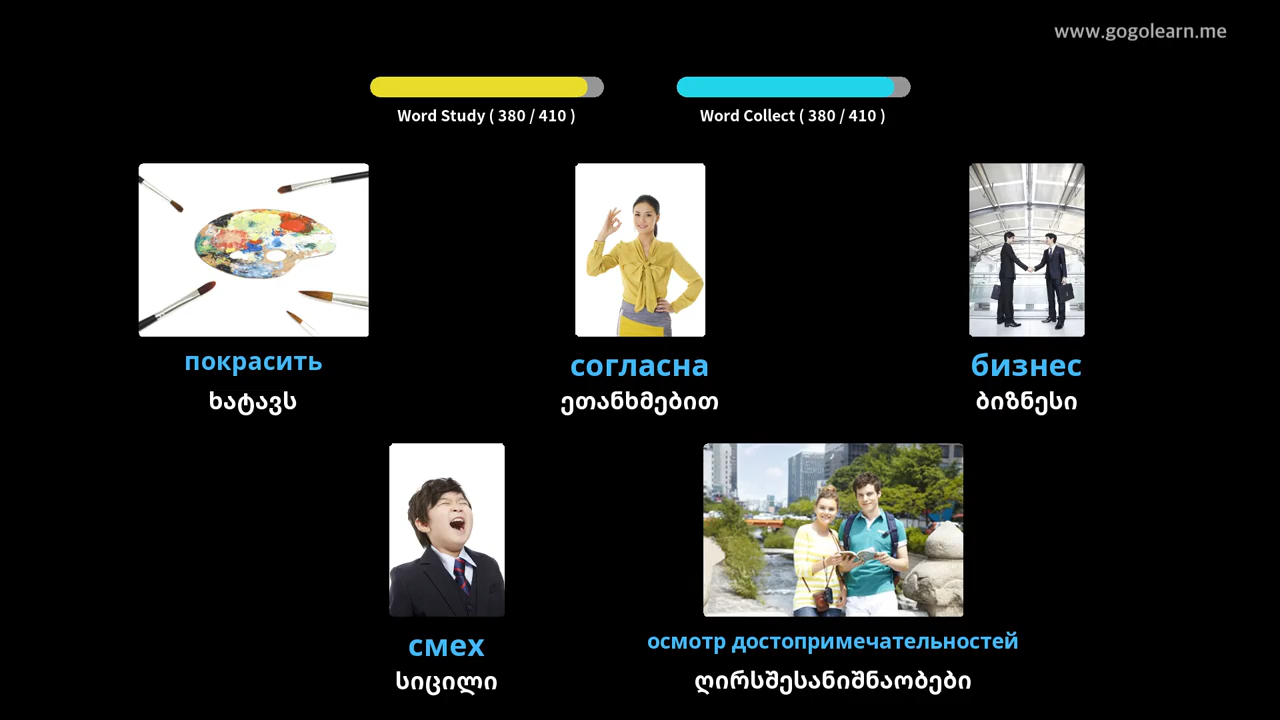 www.gogolearn.me
Word Study ( 380 / 410 )
Word Collect ( 380 / 410 )
покрасить
ხატავს
согласна
ეთანხმებით
бизнес
ბიზნესი
смех
სიცილი
осмотр достопримечательностей
ღირსშესანიშნაობები